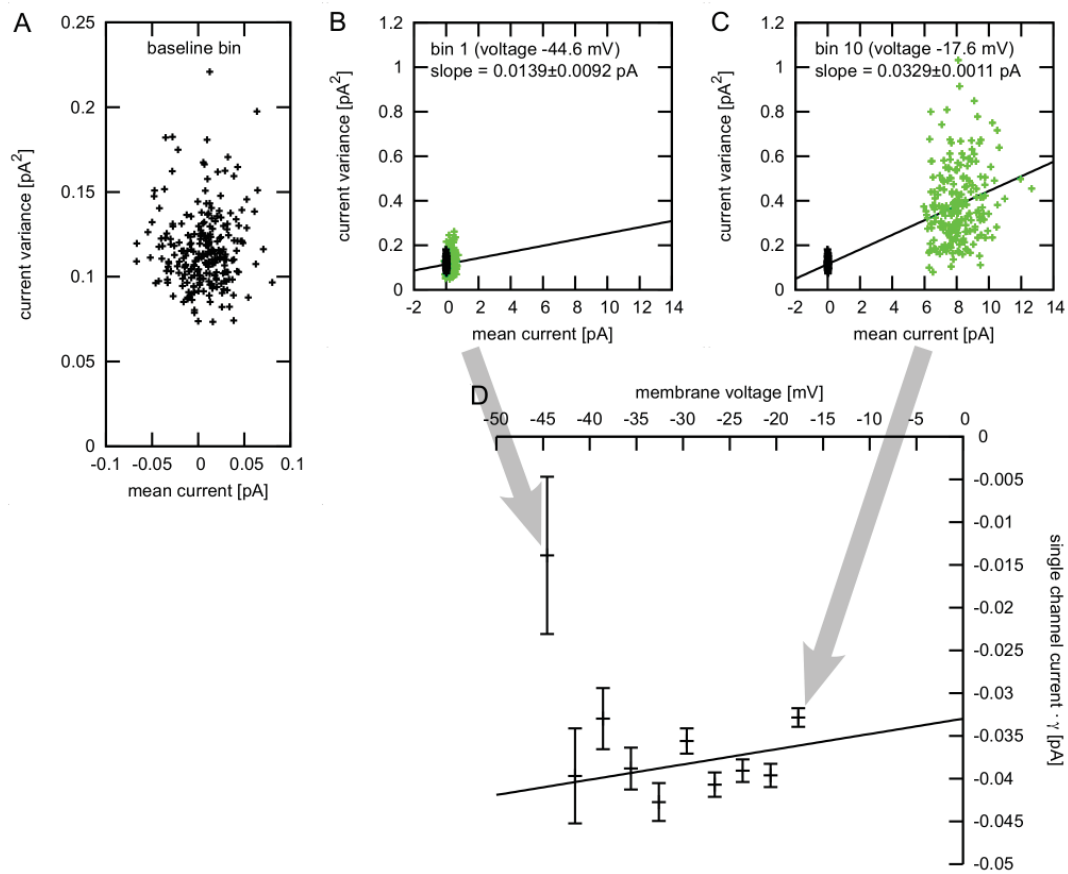 A
baseline bin
0.25
0.2
0.15
0.1
0.05
0
current variance [pA²]
-0.1 -0.05 0 0.05 0.1
mean current [pA]
B
bin 1 (voltage -44.6 mV)
slope = 0.0139±0.0092 pA
1.2
1
0.8
0.6
0.4
0.2
0
current variance [pA²]
-2 0 2 4 6 8 10 12 14
mean current [pA]
C
bin 10 (voltage -17.6 mV)
slope = 0.0329±0.0011 pA
1.2
1
0.8
0.6
0.4
0.2
0
current variance [pA²]
-2 0 2 4 6 8 10 12 14
mean current [pA]
D
membrane voltage [mV]
-50 -45 -40 -35 -30 -25 -20 -15 -10 -5 0
0
-0.005
-0.01
-0.015
-0.02
-0.025
-0.03
-0.035
-0.04
-0.045
-0.05
single channel current · γ [pA]